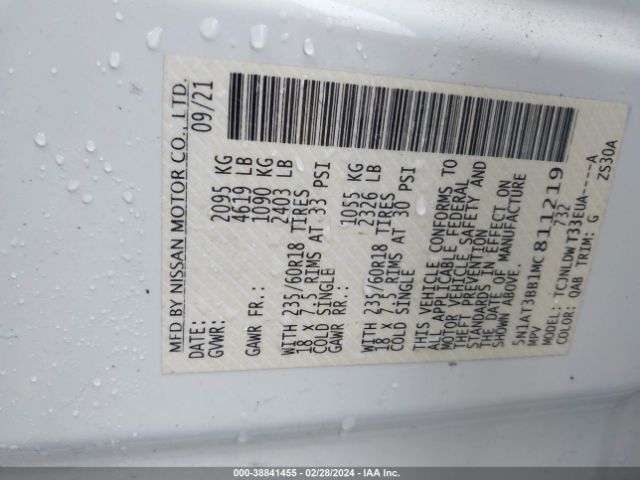 MFD BY NISSAN MOTOR CO., LTD.
DATE: 09/21
GVWR: 2095 KG
4619 LB
GAWR FR.: 1090 KG
2403 LB
WITH 235/60R18 TIRES
18 X 7.5 RIMS AT 33 PSI
COLD SINGLE
GAWR RR.: 1055 KG
2326 LB
WITH 235/60R18 TIRES
18 X 7.5 RIMS AT 30 PSI
COLD SINGLE
THIS VEHICLE CONFORMS TO
ALL APPLICABLE FEDERAL
MOTOR VEHICLE SAFETY AND
THEFT PREVENTION
STANDARDS IN EFFECT ON
THE DATE OF MANUFACTURE
SHOWN ABOVE.
5N1AT3BB1MC811219
MPV 732
MODEL: TCJNLDWT33EUA-----A
COLOR: QAB TRIM: G ZS30A
000-38841455 - 02/28/2024 - IAA Inc.